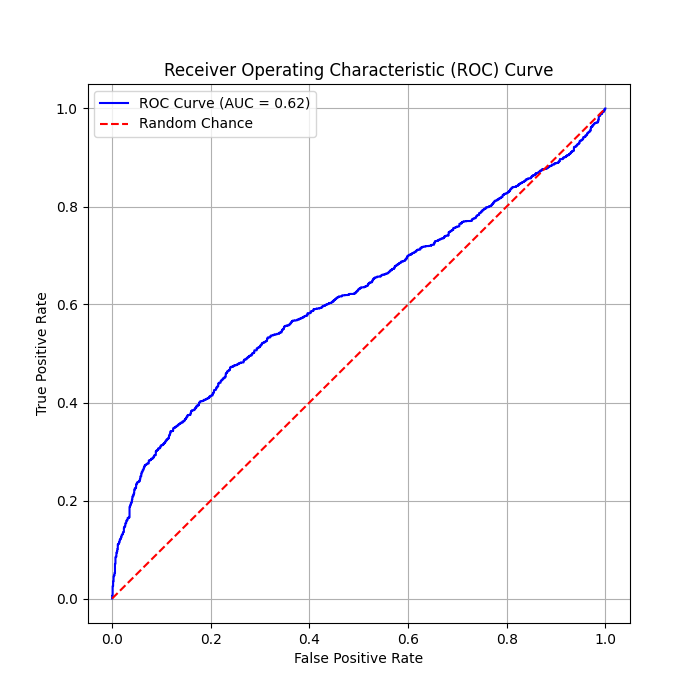 Receiver Operating Characteristic (ROC) Curve
ROC Curve (AUC = 0.62)
Random Chance
1.0
0.8
0.6
0.4
0.2
0.0
True Positive Rate
0.0 0.2 0.4 0.6 0.8 1.0
False Positive Rate